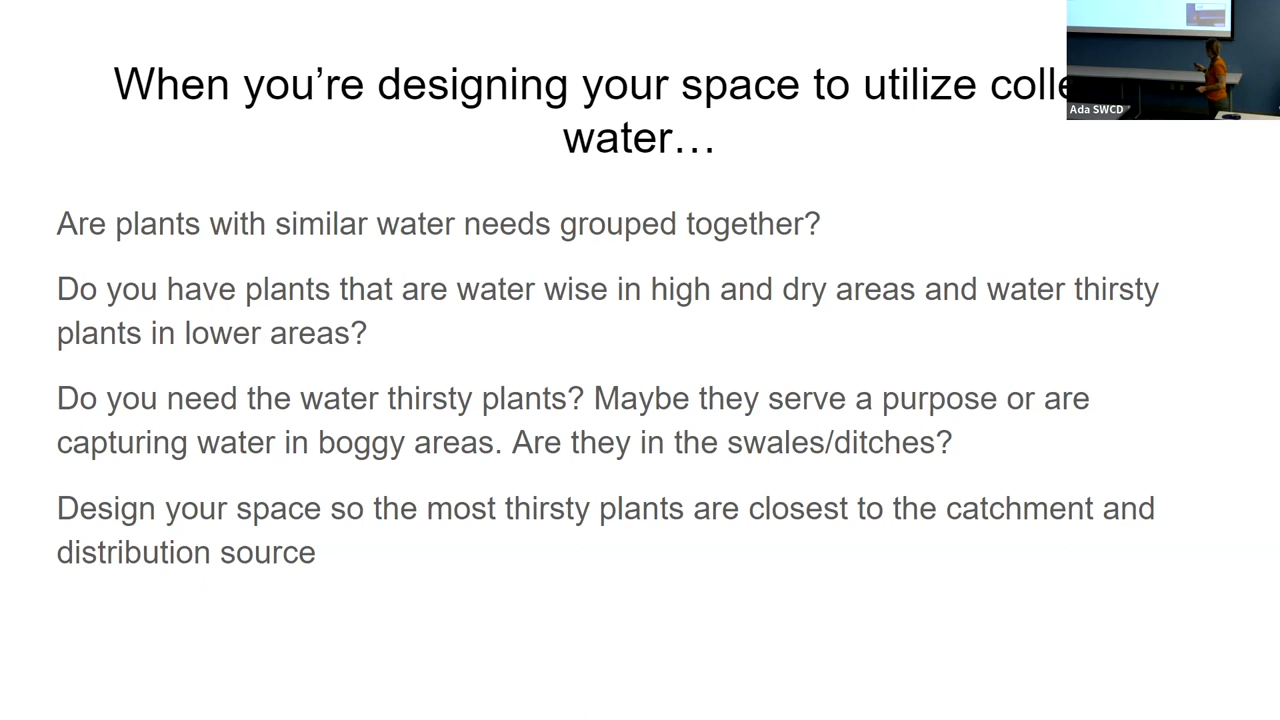 When you're designing your space to utilize
water…
Ada SWCD
Are plants with similar water needs grouped together?
Do you have plants that are water wise in high and dry areas and water thirsty
plants in lower areas?
Do you need the water thirsty plants? Maybe they serve a purpose or are
capturing water in boggy areas. Are they in the swales/ditches?
Design your space so the most thirsty plants are closest to the catchment and
distribution source